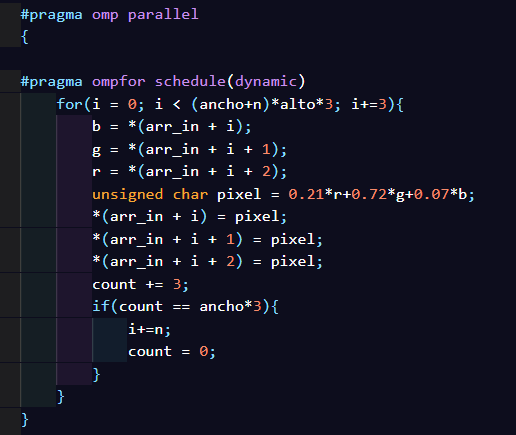 #pragma omp parallel
{
#pragma ompfor schedule(dynamic)
for(i = 0; i < (ancho+n)*alto*3; i+=3){
b = *(arr_in + i);
g = *(arr_in + i + 1);
r = *(arr_in + i + 2);
unsigned char pixel = 0.21*r+0.72*g+0.07*b;
*(arr_in + i) = pixel;
*(arr_in + i + 1) = pixel;
*(arr_in + i + 2) = pixel;
count += 3;
if(count == ancho*3){
i+=n;
count = 0;
}
}
}